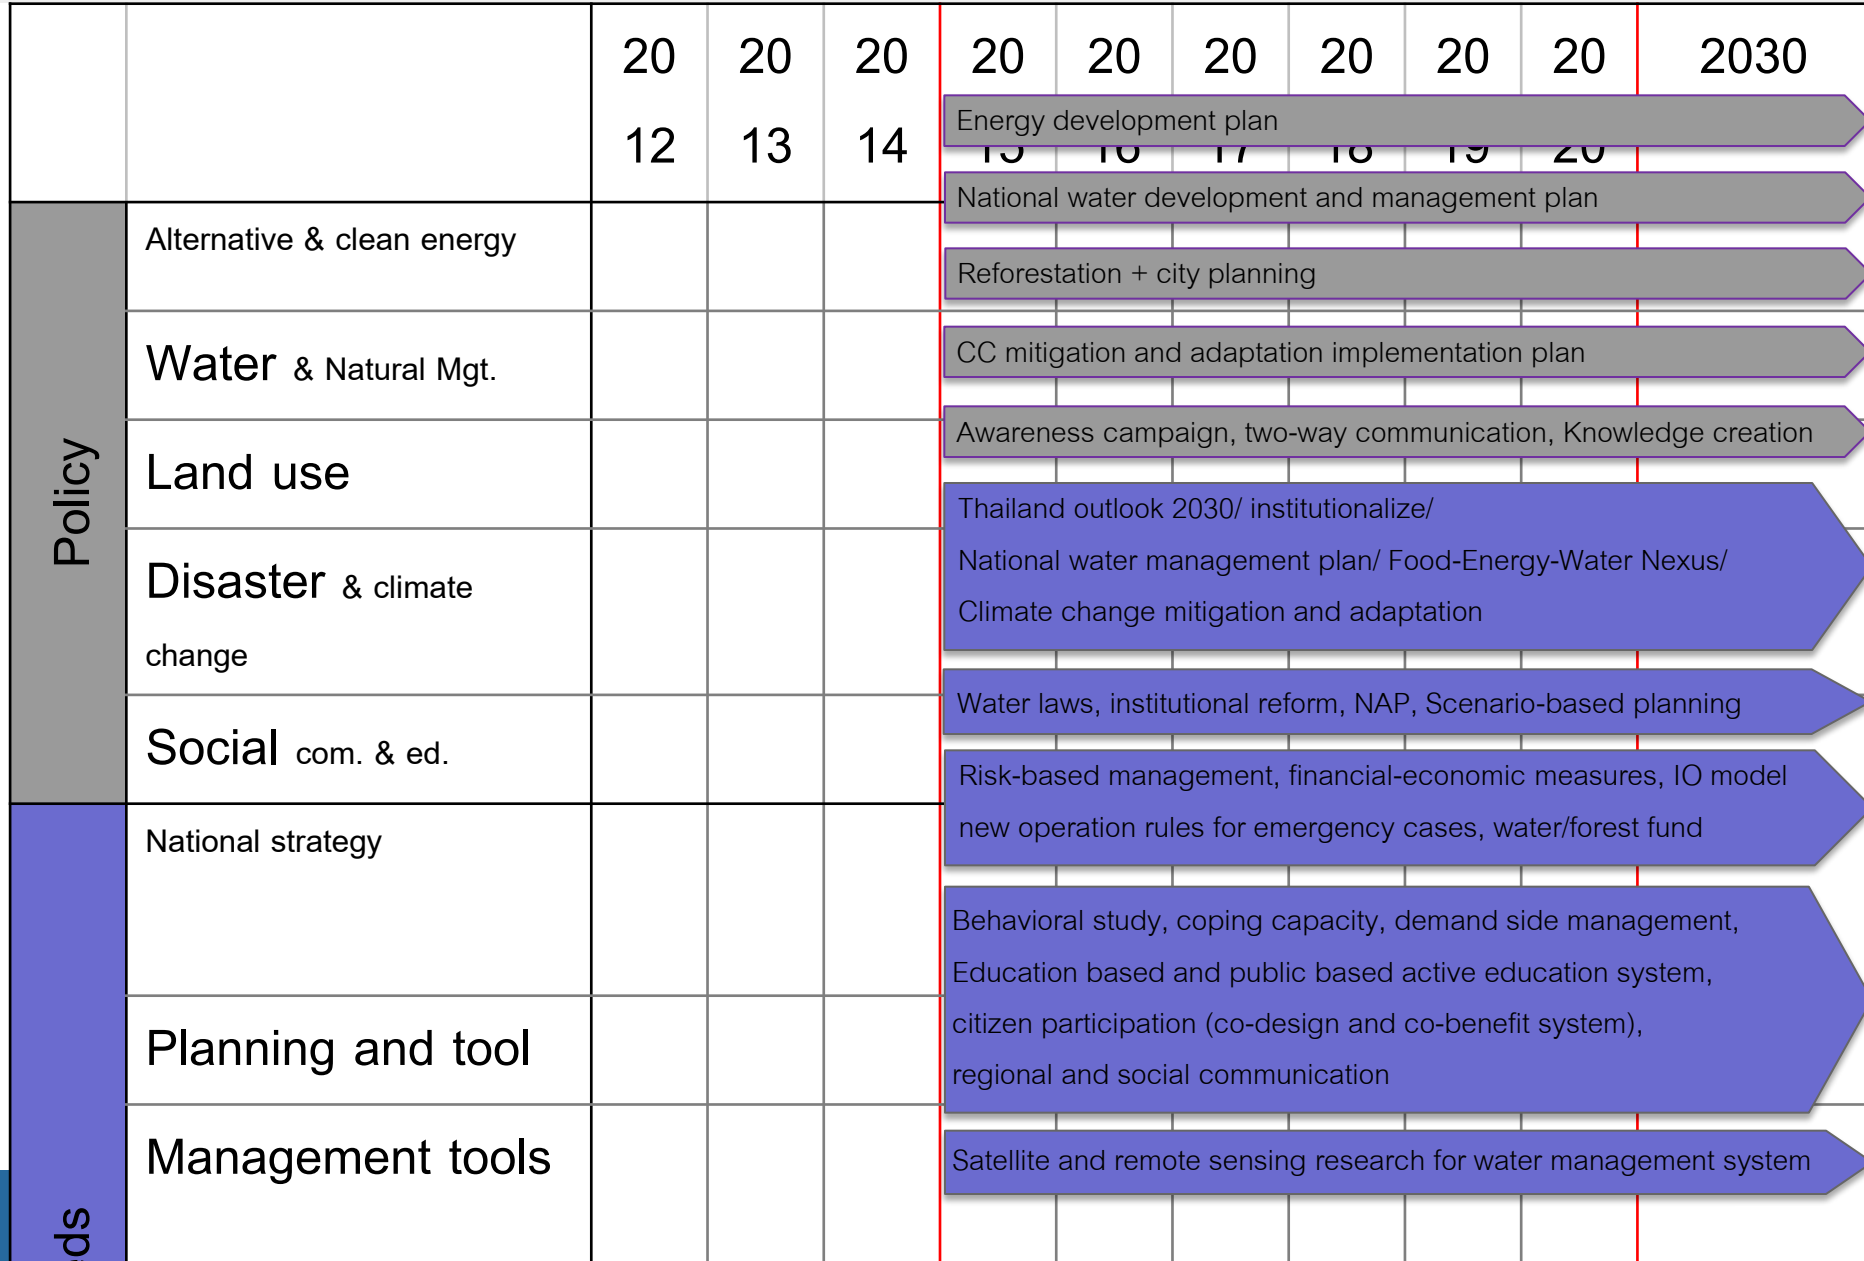 20 20 20 20 20 20 20 20 20 2030
12 13 14 15 16 17 18 19 20
Energy development plan
National water development and management plan
Alternative & clean energy
Reforestation + city planning
Water & Natural Mgt.
CC mitigation and adaptation implementation plan
Policy
Land use
Awareness campaign, two-way communication, Knowledge creation
Disaster & climate
change
Thailand outlook 2030/ institutionalize/
National water management plan/ Food-Energy-Water Nexus/
Climate change mitigation and adaptation
Social com. & ed.
Water laws, institutional reform, NAP, Scenario-based planning
National strategy
Risk-based management, financial-economic measures, IO model
new operation rules for emergency cases, water/forest fund
Planning and tool
Behavioral study, coping capacity, demand side management,
Education based and public based active education system,
citizen participation (co-design and co-benefit system),
regional and social communication
Management tools
Satellite and remote sensing research for water management system